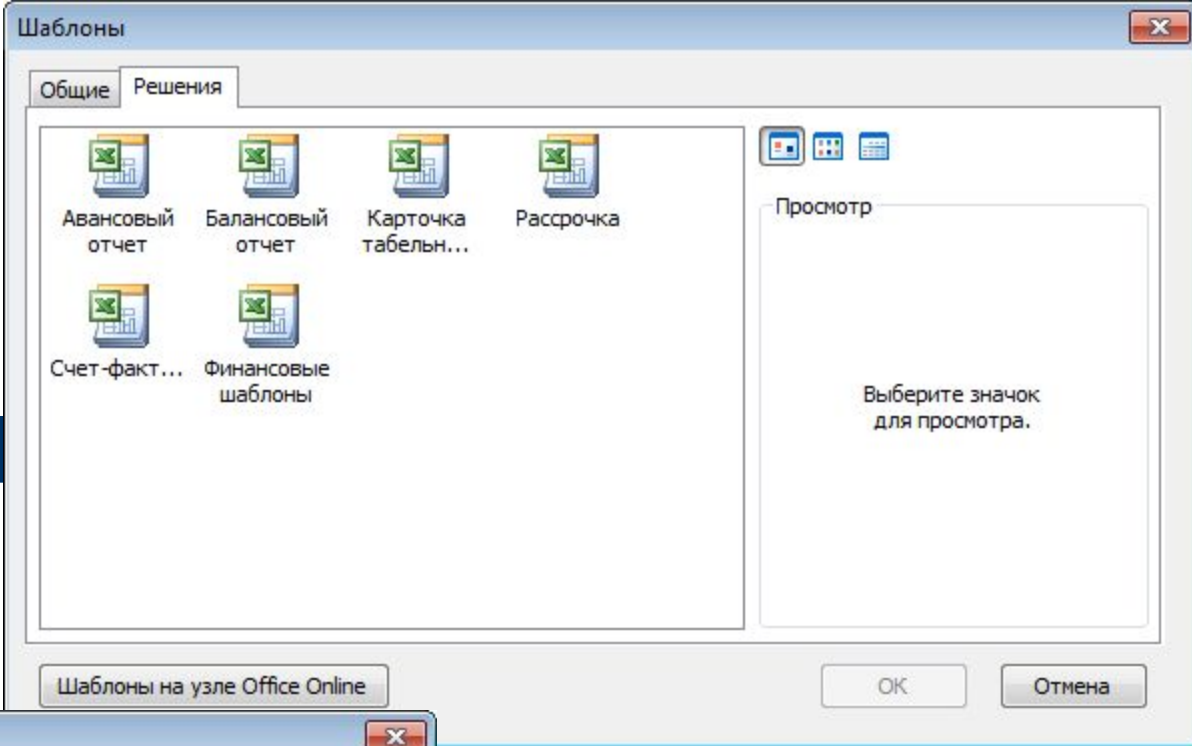 Шаблоны
Общие
Решения
Авансовый
отчет
Балансовый
отчет
Карточка
табельн...
Рассрочка
Счет-факт...
Финансовые
шаблоны
Просмотр
Выберите значок
для просмотра.
Шаблоны на узле Office Online
OK
Отмена